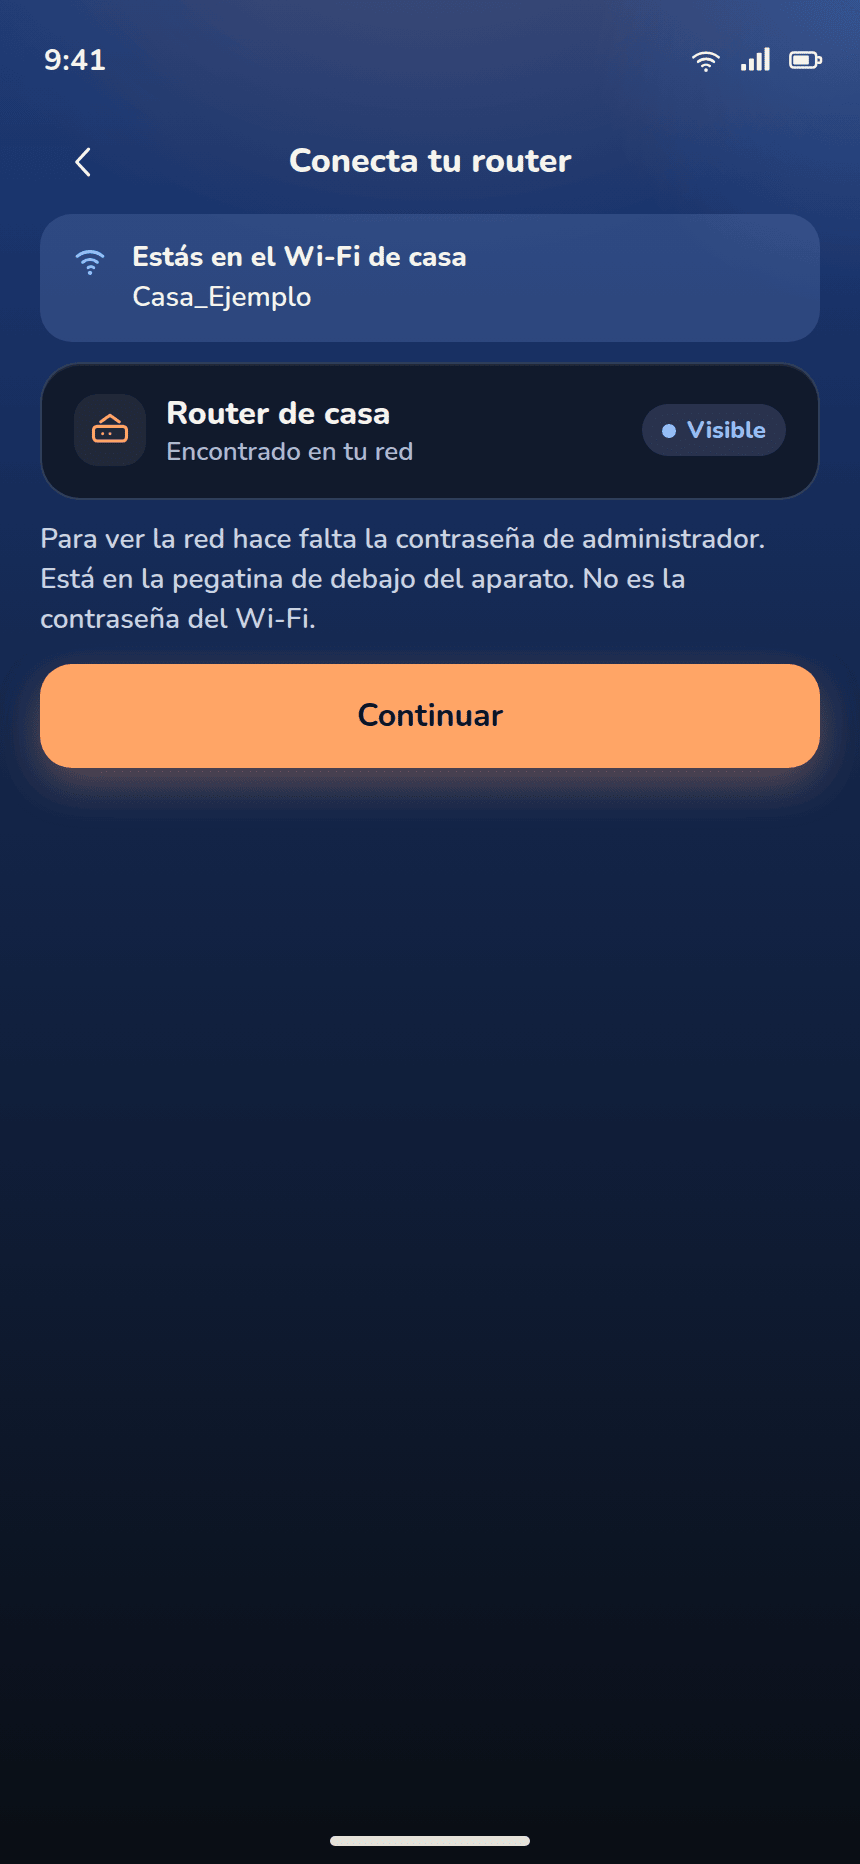 9:41
Conecta tu router
Estás en el Wi-Fi de casa
Casa_Ejemplo
Router de casa
Encontrado en tu red
Visible
Para ver la red hace falta la contraseña de administrador.
Está en la pegatina de debajo del aparato. No es la
contraseña del Wi-Fi.
Continuar